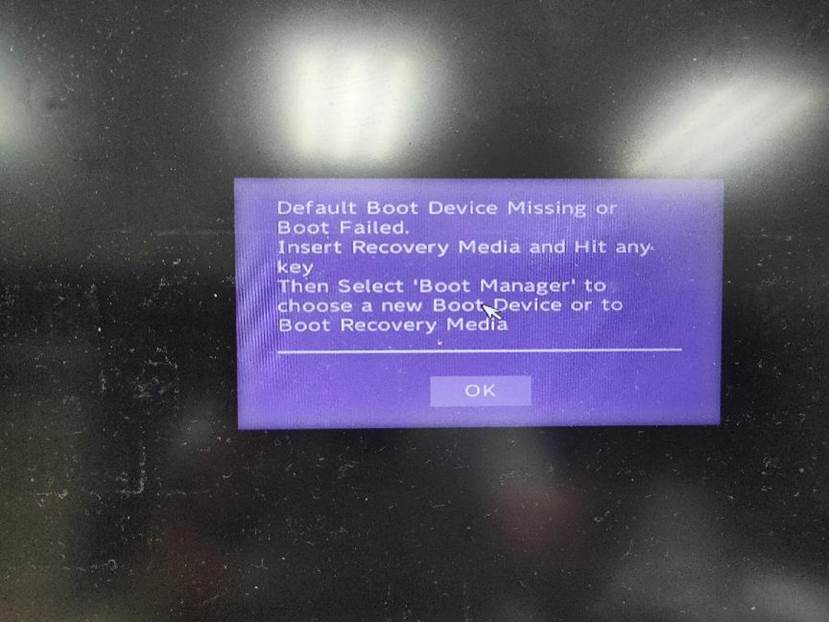 Default Boot Device Missing or
Boot Failed.
Insert Recovery Media and Hit any
key
Then Select 'Boot Manager' to
choose a new Boot Device or to
Boot Recovery Media
OK